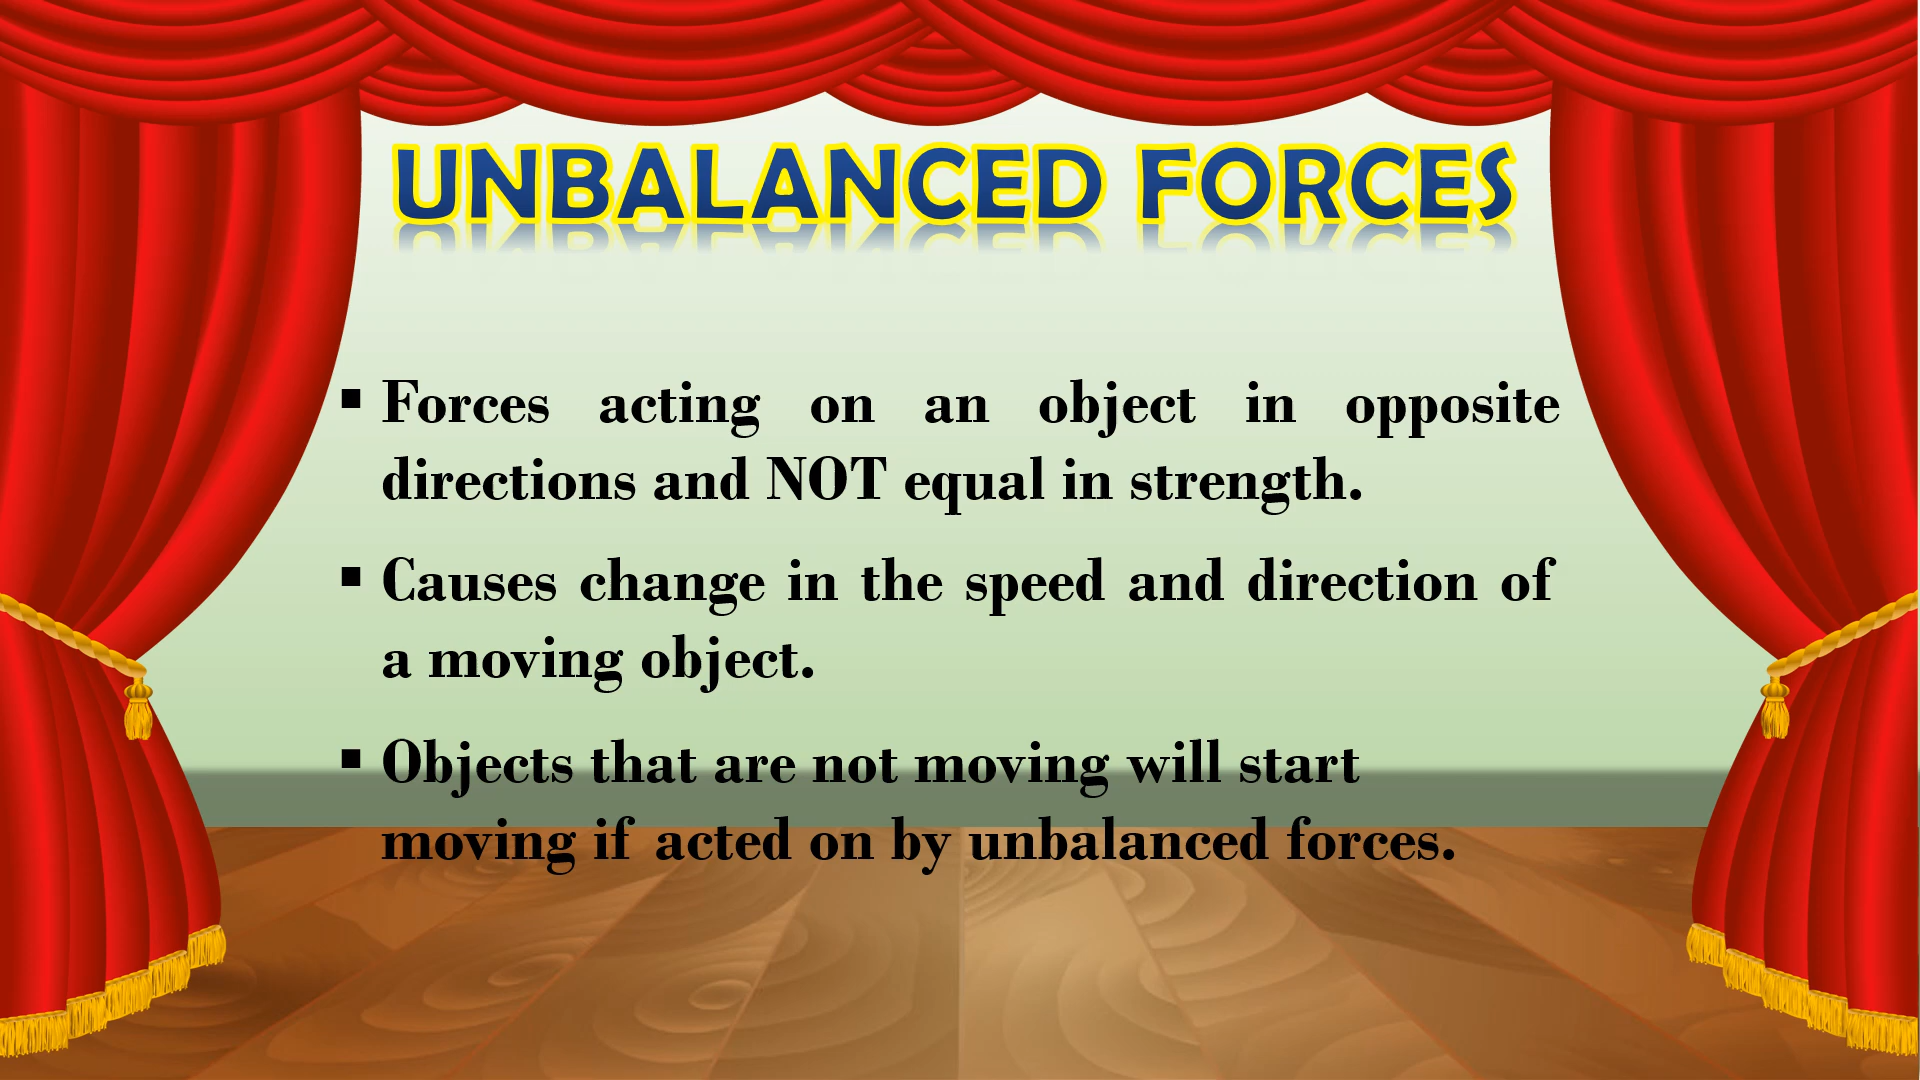 UNBALANCED FORCES
▪ Forces acting on an object in opposite
directions and NOT equal in strength.
▪ Causes change in the speed and direction of
a moving object.
▪ Objects that are not moving will start
moving if acted on by unbalanced forces.